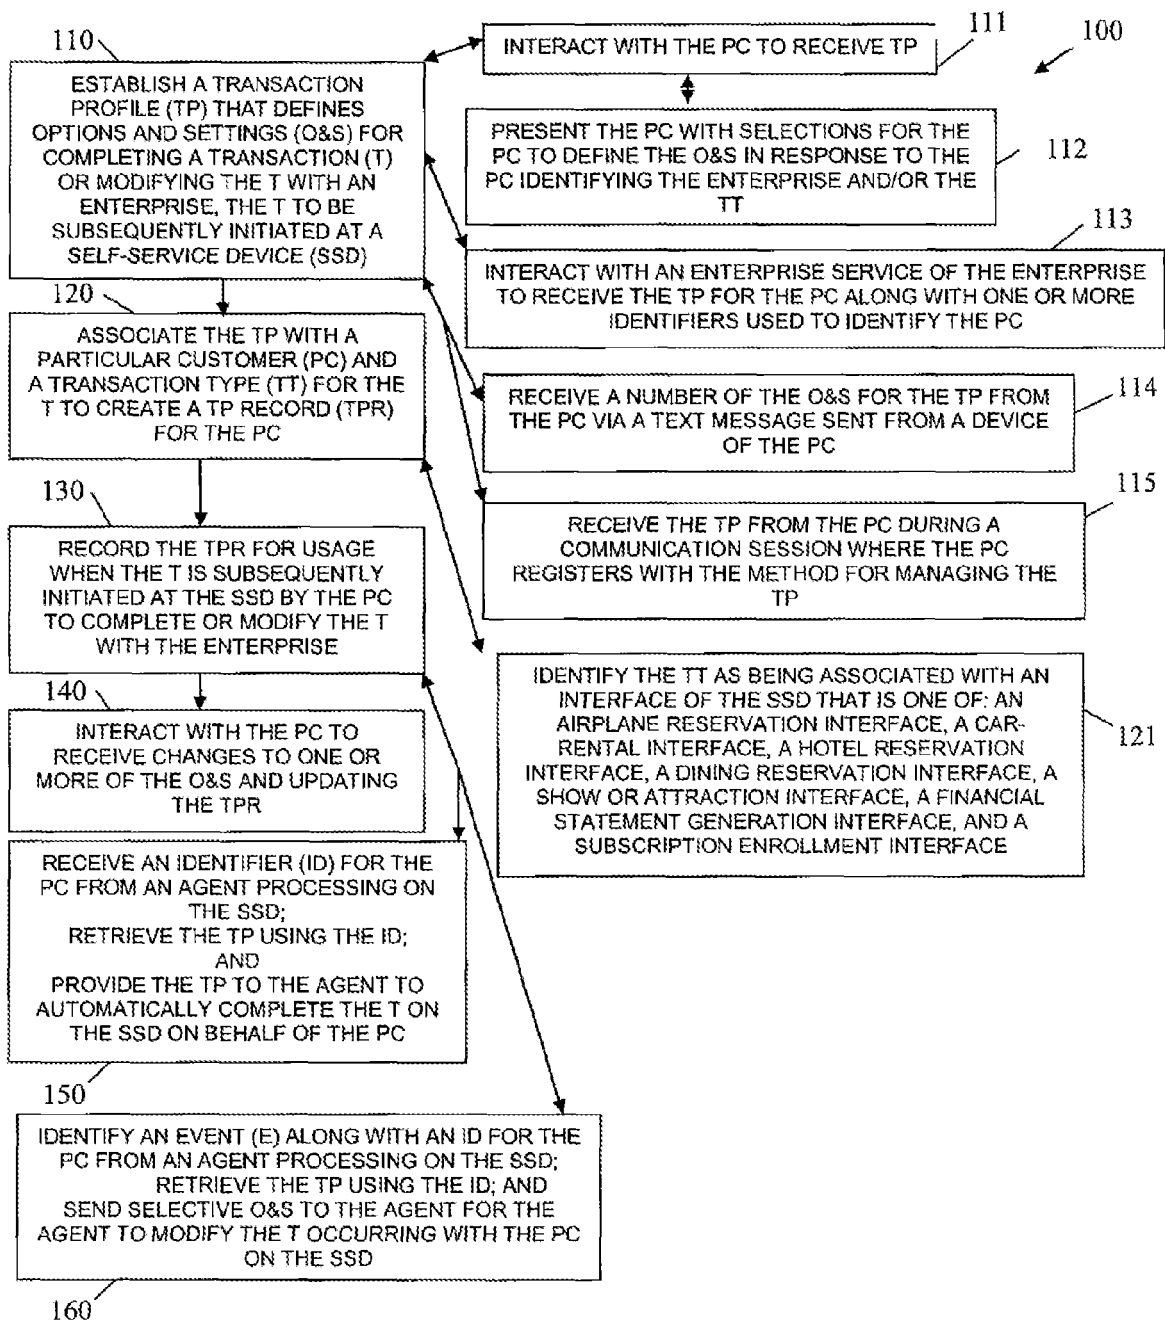 110
ESTABLISH A TRANSACTION
PROFILE (TP) THAT DEFINES
OPTIONS AND SETTINGS (O&S) FOR
COMPLETING A TRANSACTION (T)
OR MODIFYING THE T WITH AN
ENTERPRISE, THE T TO BE
SUBSEQUENTLY INITIATED AT A
SELF-SERVICE DEVICE (SSD)
111
INTERACT WITH THE PC TO RECEIVE TP
100
PRESENT THE PC WITH SELECTIONS FOR THE
PC TO DEFINE THE O&S IN RESPONSE TO THE
PC IDENTIFYING THE ENTERPRISE AND/OR THE
TT
112
113
INTERACT WITH AN ENTERPRISE SERVICE OF THE ENTERPRISE
TO RECEIVE THE TP FOR THE PC ALONG WITH ONE OR MORE
IDENTIFIERS USED TO IDENTIFY THE PC
120
ASSOCIATE THE TP WITH A
PARTICULAR CUSTOMER (PC) AND
A TRANSACTION TYPE (TT) FOR THE
T TO CREATE A TP RECORD (TPR)
FOR THE PC
RECEIVE A NUMBER OF THE O&S FOR THE TP FROM
THE PC VIA A TEXT MESSAGE SENT FROM A DEVICE
OF THE PC
114
115
RECEIVE THE TP FROM THE PC DURING A
COMMUNICATION SESSION WHERE THE PC
REGISTERS WITH THE METHOD FOR MANAGING THE
TP
130
RECORD THE TPR FOR USAGE
WHEN THE T IS SUBSEQUENTLY
INITIATED AT THE SSD BY THE PC
TO COMPLETE OR MODIFY THE T
WITH THE ENTERPRISE
IDENTIFY THE TT AS BEING ASSOCIATED WITH AN
INTERFACE OF THE SSD THAT IS ONE OF: AN
AIRPLANE RESERVATION INTERFACE, A CAR-
RENTAL INTERFACE, A HOTEL RESERVATION
INTERFACE, A DINING RESERVATION INTERFACE, A
SHOW OR ATTRACTION INTERFACE, A FINANCIAL
STATEMENT GENERATION INTERFACE, AND A
SUBSCRIPTION ENROLLMENT INTERFACE
121
140
INTERACT WITH THE PC TO
RECEIVE CHANGES TO ONE OR
MORE OF THE O&S AND UPDATING
THE TPR
RECEIVE AN IDENTIFIER (ID) FOR THE
PC FROM AN AGENT PROCESSING ON
THE SSD;
RETRIEVE THE TP USING THE ID;
AND
PROVIDE THE TP TO THE AGENT TO
AUTOMATICALLY COMPLETE THE T ON
THE SSD ON BEHALF OF THE PC
150
IDENTIFY AN EVENT (E) ALONG WITH AN ID FOR THE
PC FROM AN AGENT PROCESSING ON THE SSD;
RETRIEVE THE TP USING THE ID; AND
SEND SELECTIVE O&S TO THE AGENT FOR THE
AGENT TO MODIFY THE T OCCURRING WITH THE PC
ON THE SSD
160